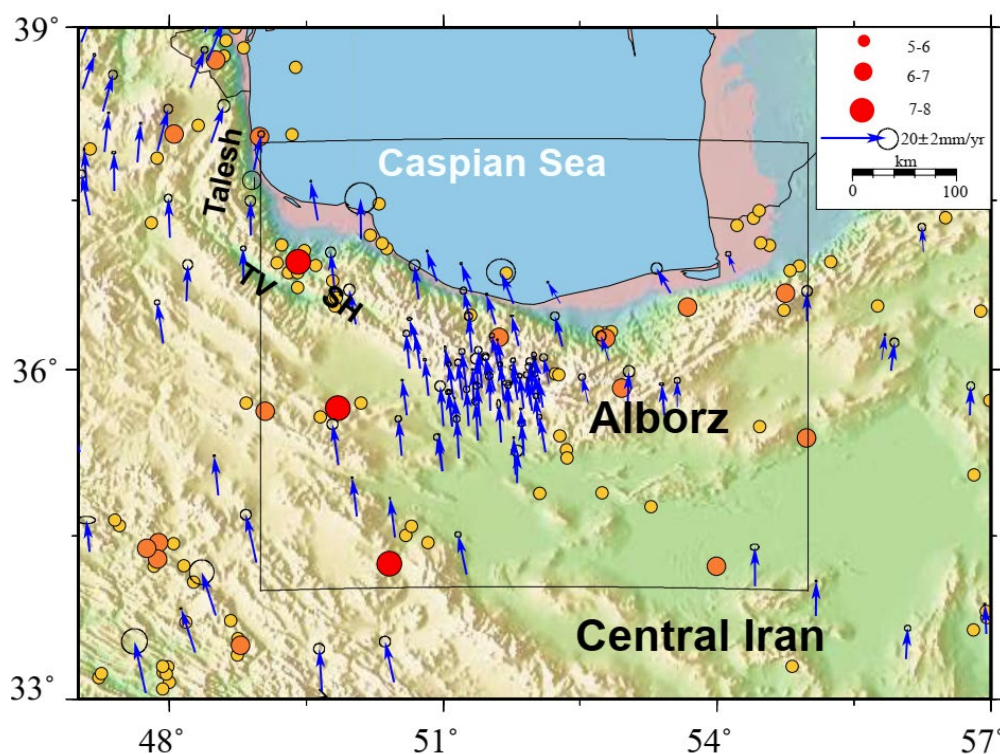 39°
5-6
6-7
7-8
20±2mm/yr
km
0 100
Caspian Sea
Talesh
TV
SH
36°
Alborz
Central Iran
33°
48° 51° 54° 57°